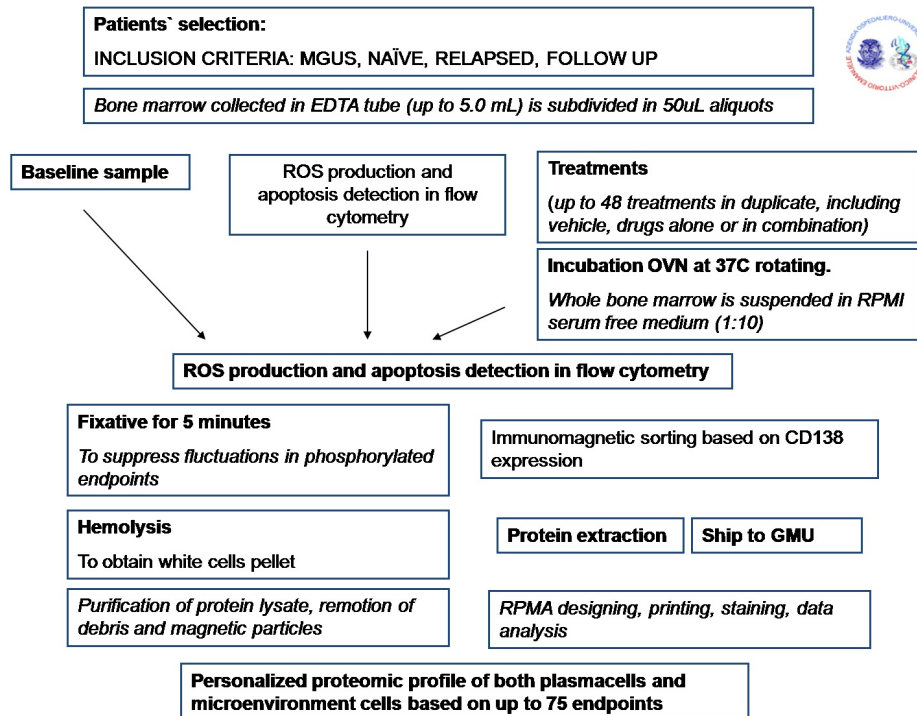 Patients` selection:
INCLUSION CRITERIA: MGUS, NAÏVE, RELAPSED, FOLLOW UP
Bone marrow collected in EDTA tube (up to 5.0 mL) is subdivided in 50uL aliquots
Baseline sample
ROS production and
apoptosis detection in flow
cytometry
Treatments
(up to 48 treatments in duplicate, including
vehicle, drugs alone or in combination)
Incubation OVN at 37C rotating.
Whole bone marrow is suspended in RPMI
serum free medium (1:10)
ROS production and apoptosis detection in flow cytometry
Fixative for 5 minutes
To suppress fluctuations in phosphorylated
endpoints
Immunomagnetic sorting based on CD138
expression
Hemolysis
To obtain white cells pellet
Protein extraction
Ship to GMU
Purification of protein lysate, remotion of
debris and magnetic particles
RPMA designing, printing, staining, data
analysis
Personalized proteomic profile of both plasmacells and
microenvironment cells based on up to 75 endpoints